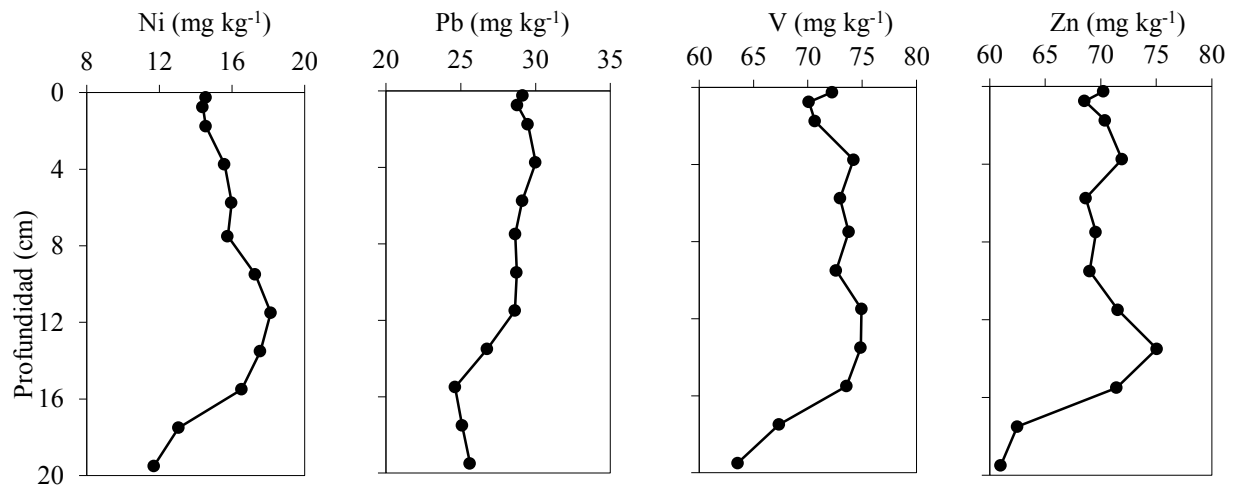 Ni (mg kg⁻¹) Pb (mg kg⁻¹) V (mg kg⁻¹) Zn (mg kg⁻¹)
8 12 16 20 20 25 30 35 60 65 70 75 80 60 65 70 75 80
0
4
8
12
16
20
Profundidad (cm)